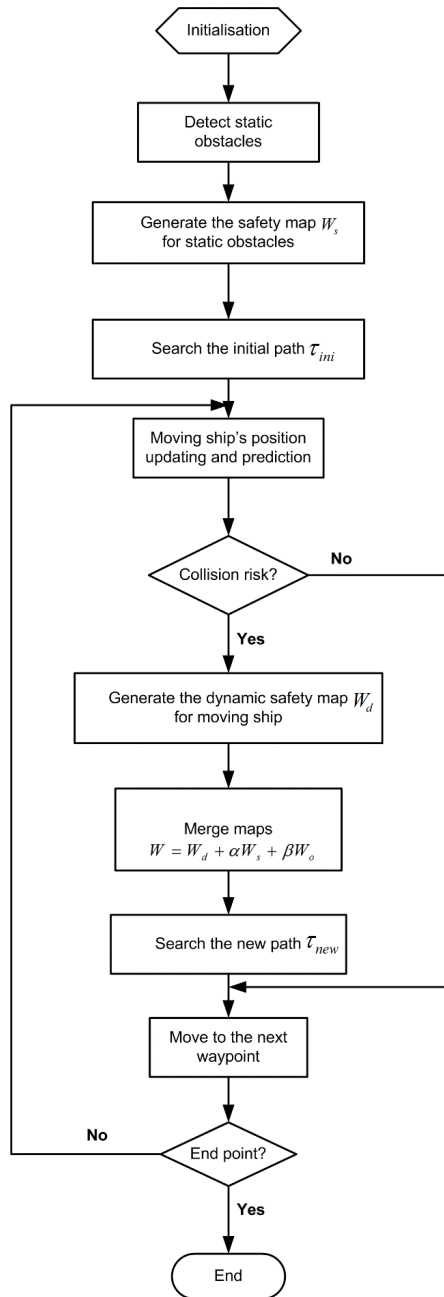 Initialisation
Detect static
obstacles
Generate the safety map W_s
for static obstacles
Search the initial path τ_ini
Moving ship's position
updating and prediction
Collision risk?
No
Yes
Generate the dynamic safety map W_d
for moving ship
Merge maps
W = W_d + αW_s + βW_o
Search the new path τ_new
Move to the next
waypoint
No
End point?
Yes
End